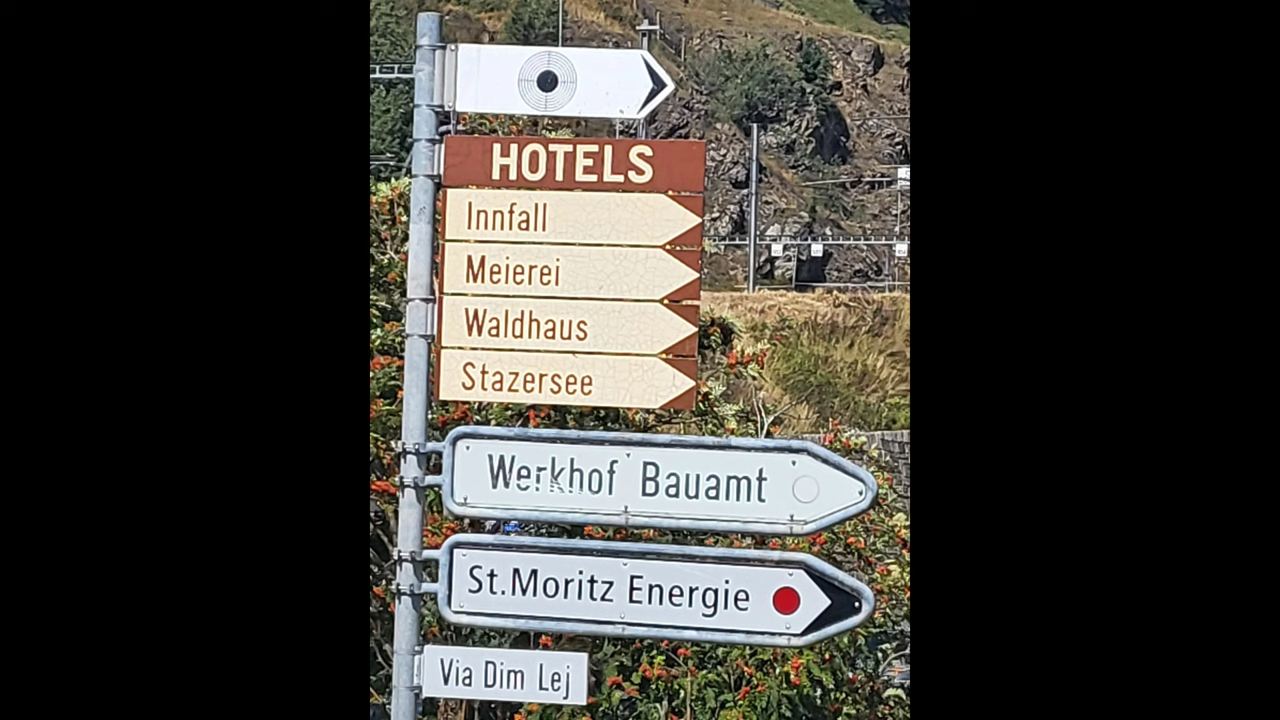 HOTELS
Innfall
Meierei
Waldhaus
Stazersee
Werkhof Bauamt
St.Moritz Energie
Via Dim Lej